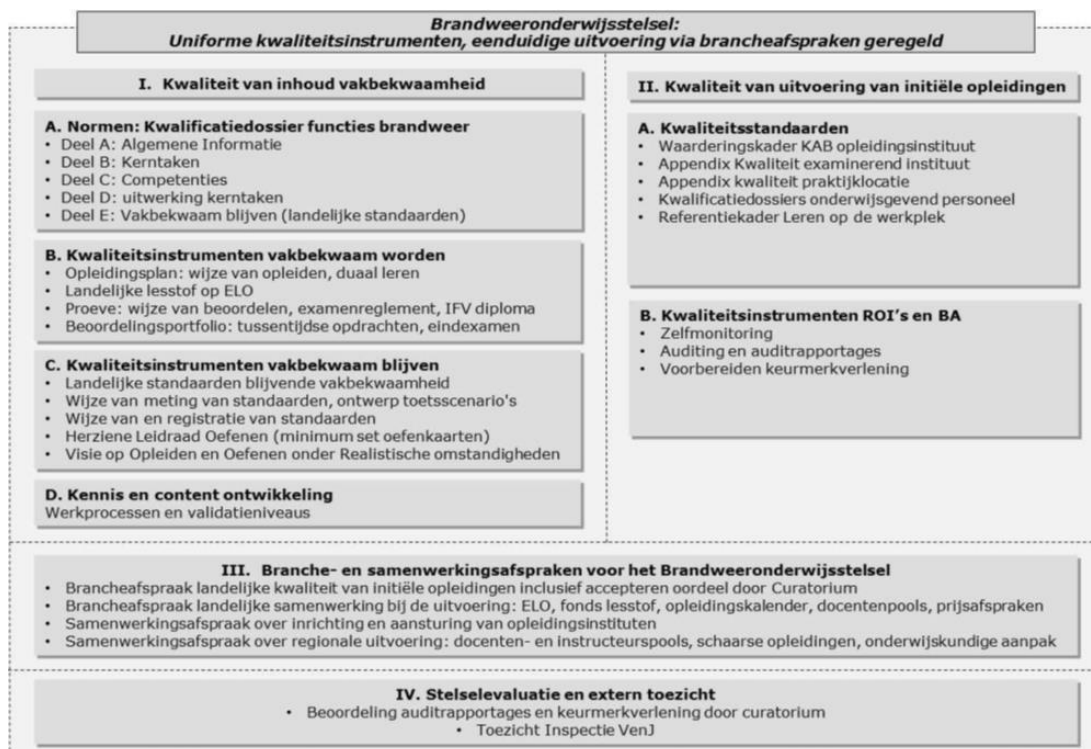 Brandweeronderwijsstelsel:
Uniforme kwaliteitsinstrumenten, eenduidige uitvoering via brancheafspraken geregeld
I. Kwaliteit van inhoud vakbekwaamheid
A. Normen: Kwalificatiedossier functies brandweer
• Deel A: Algemene Informatie
• Deel B: Kerntaken
• Deel C: Competenties
• Deel D: uitwerking kerntaken
• Deel E: Vakbekwaam blijven (landelijke standaarden)
B. Kwaliteitsinstrumenten vakbekwaam worden
• Opleidingsplan: wijze van opleiden, duaal leren
• Landelijke lesstof op ELO
• Proeve: wijze van beoordelen, examenreglement, IFV diploma
• Beoordelingsportfolio: tussentijdse opdrachten, eindexamen
C. Kwaliteitsinstrumenten vakbekwaam blijven
• Landelijke standaarden blijvende vakbekwaamheid
• Wijze van meting van standaarden, ontwerp toetsscenario's
• Wijze van en registratie van standaarden
• Herziene Leidraad Oefenen (minimum set oefenkaarten)
• Visie op Opleiden en Oefenen onder Realistische omstandigheden
D. Kennis en content ontwikkeling
Werkprocessen en validatieniveaus
II. Kwaliteit van uitvoering van initiële opleidingen
A. Kwaliteitsstandaarden
• Waarderingskader KAB opleidingsinstituut
• Appendix Kwaliteit examinerend instituut
• Appendix kwaliteit praktijklocatie
• Kwalificatiedossiers onderwijsgevend personeel
• Referentiekader Leren op de werkplek
B. Kwaliteitsinstrumenten ROI's en BA
• Zelfmonitoring
• Auditing en auditrapportages
• Voorbereiden keurmerkverlening
III. Branche- en samenwerkingsafspraken voor het Brandweeronderwijsstelsel
• Brancheafspraak landelijke kwaliteit van initiële opleidingen inclusief accepteren oordeel door Curatorium
• Brancheafspraak landelijke samenwerking bij de uitvoering: ELO, fonds lesstof, opleidingskalender, docentenpools, prijsafspraken
• Samenwerkingsafspraak over inrichting en aansturing van opleidingsinstituten
• Samenwerkingsafspraak over regionale uitvoering: docenten- en instructeurspools, schaarse opleidingen, onderwijskundige aanpak
IV. Stelselevaluatie en extern toezicht
• Beoordeling auditrapportages en keurmerkverlening door curatorium
• Toezicht Inspectie VenJ